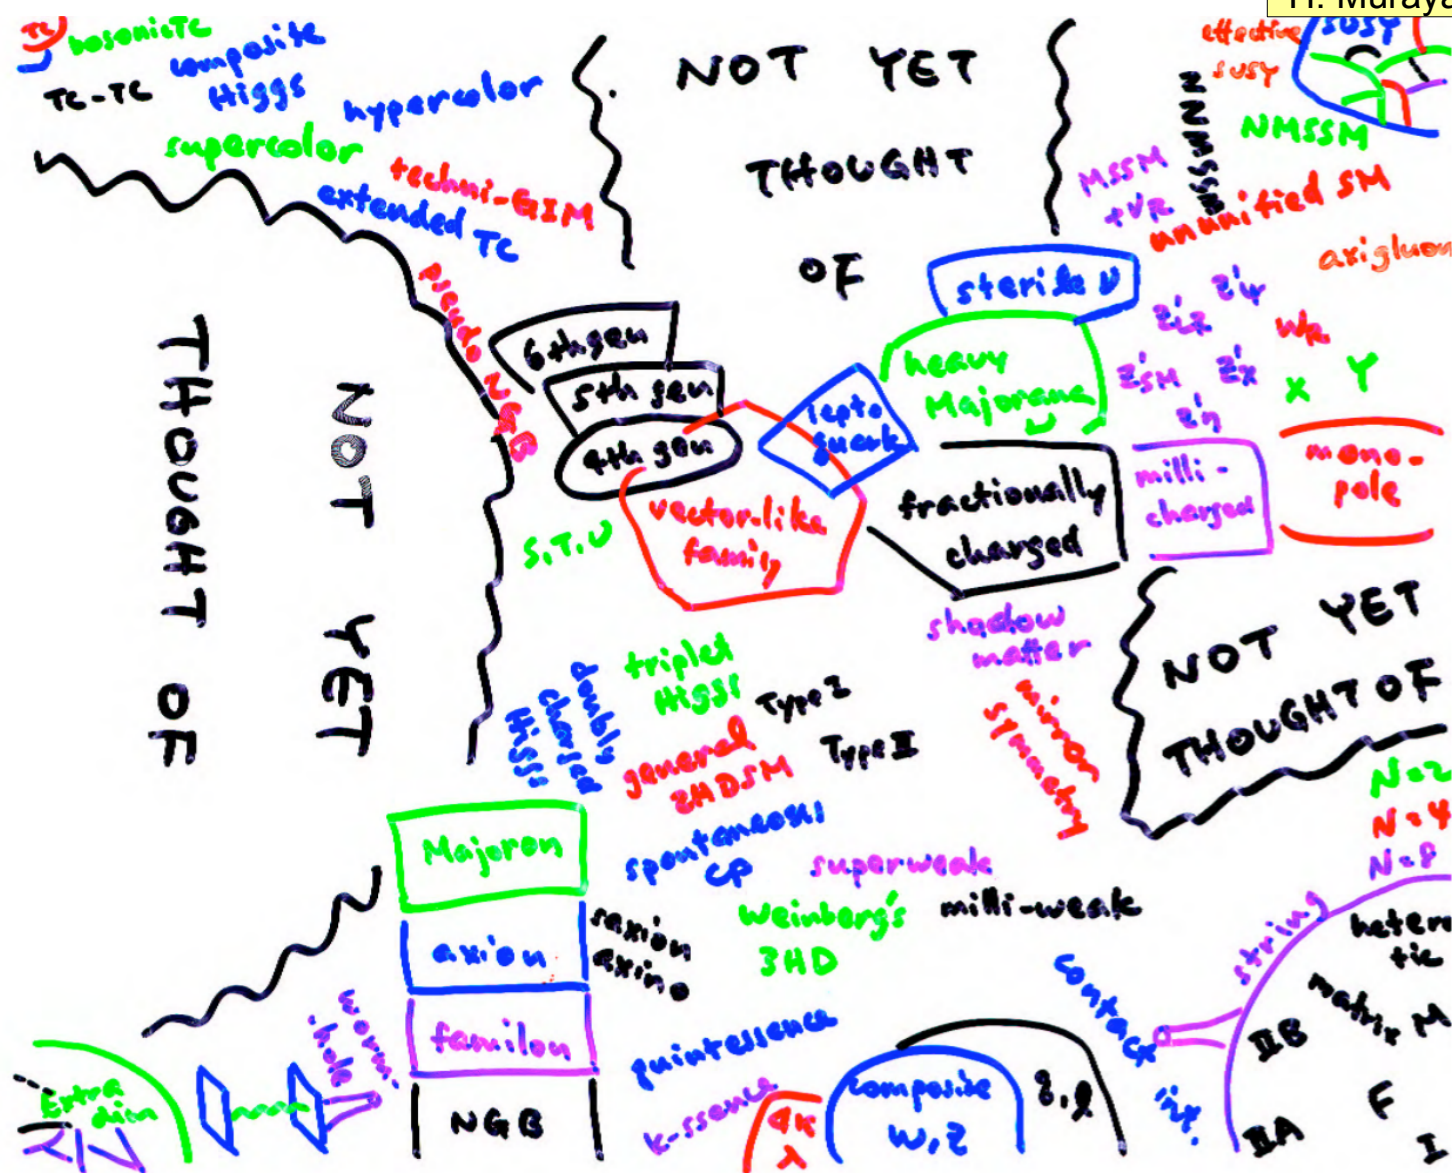 TC
bosonic TC
TC-TC
composite
Higgs
hypercolor
supercolor
techni-GIM
extended TC
pseudo NGB
NOT YET
THOUGHT
OF
effective
SUSY
SUSY
NMSSM
MSSM
+νR
ununified SM
axigluon
sterile ν
6th gen
5th gen
4th gen
heavy
Majorana
ν
lepto
quark
WR
X Y
Z'SM
Z'χ
Z'η
milli-
charged
mono-
pole
fractionally
charged
vector-like
family
S,T,U
NOT YET
THOUGHT OF
shadow
matter
mirror
symmetry
NOT YET
THOUGHT OF
triplet
Higgs
Type I
Type II
doubly
charged
Higgs
general
2HDSM
spontaneous
CP
superweak
Weinberg's
3HD
milli-weak
N=2
N=4
N=8
Majoron
axion
familon
NGB
saxion
axino
string
matrix
M
IIB
F
IIA
I
contact
int.
worm-
hole
Extra
dim
quintessence
k-ssence
composite
W,Z
q,l